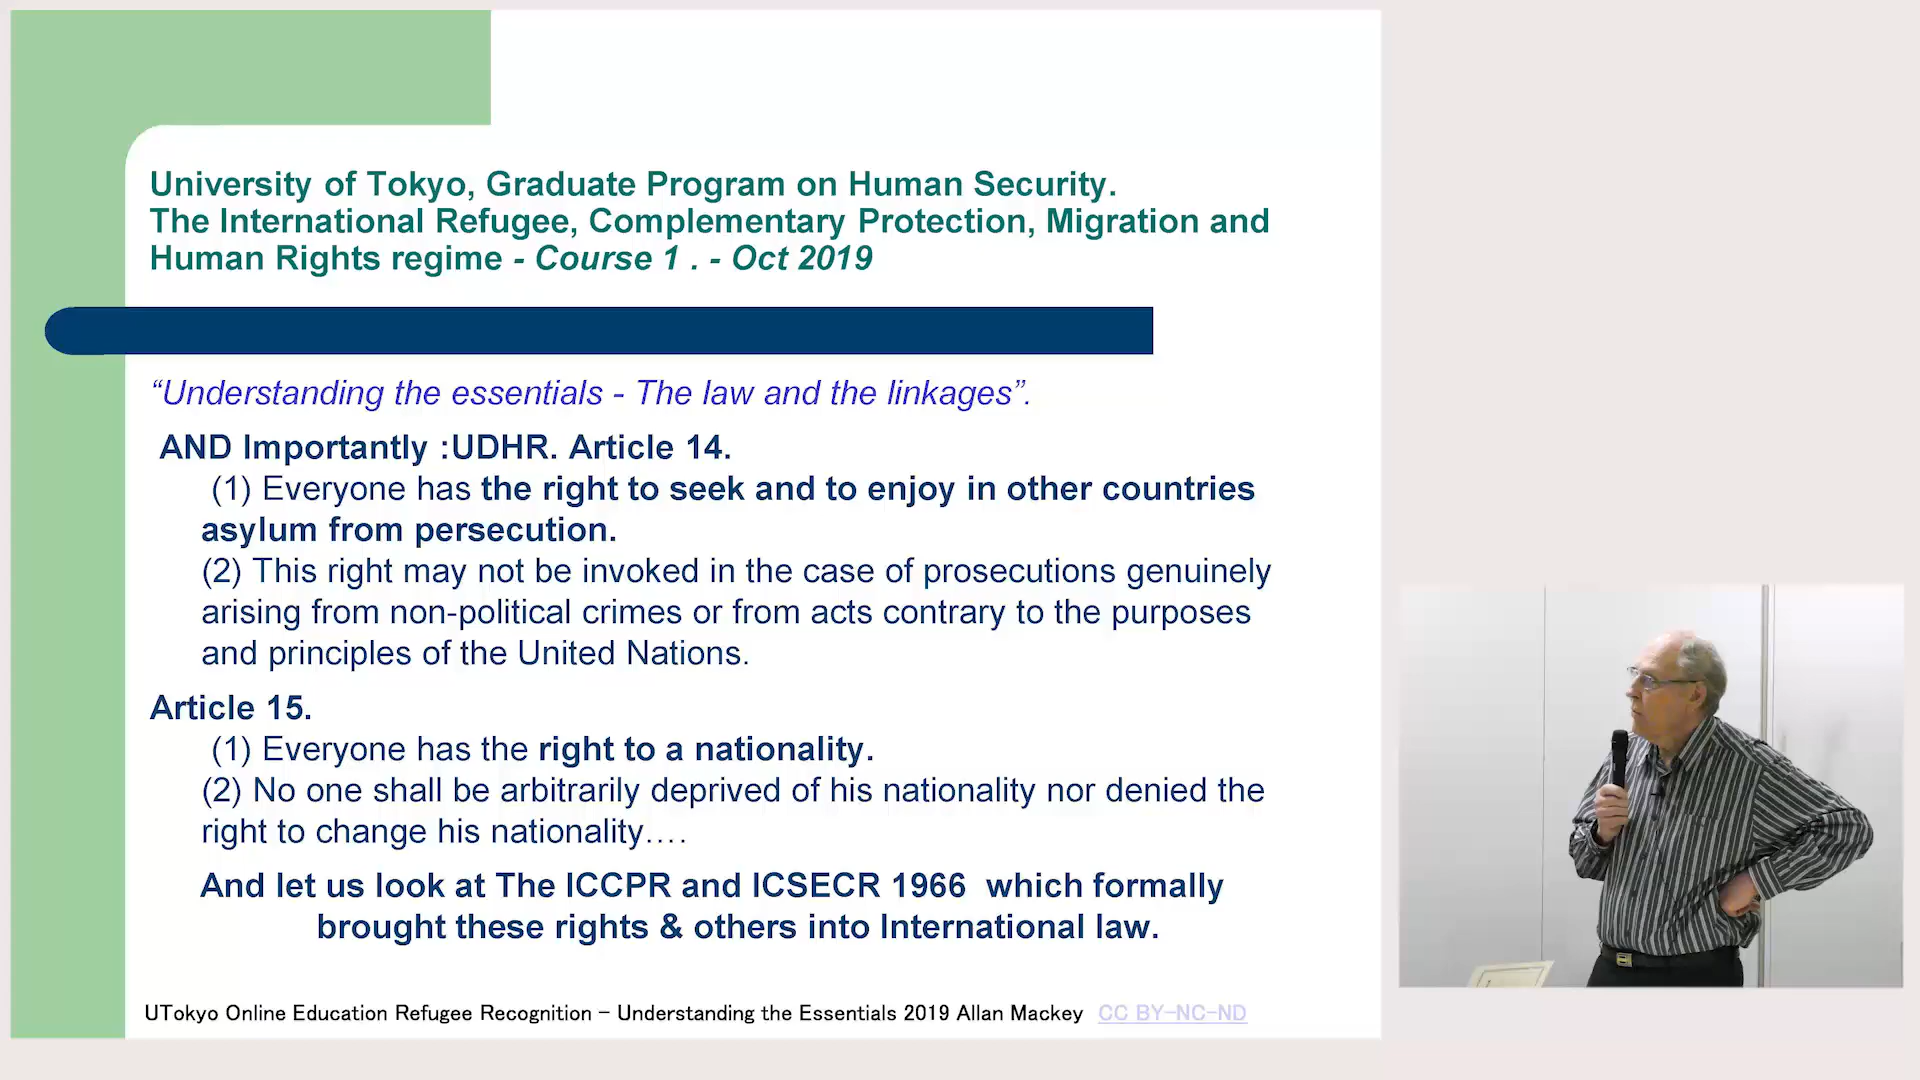 University of Tokyo, Graduate Program on Human Security.
The International Refugee, Complementary Protection, Migration and
Human Rights regime - Course 1 . - Oct 2019
“Understanding the essentials - The law and the linkages”.
AND Importantly :UDHR. Article 14.
(1) Everyone has the right to seek and to enjoy in other countries
asylum from persecution.
(2) This right may not be invoked in the case of prosecutions genuinely
arising from non-political crimes or from acts contrary to the purposes
and principles of the United Nations.
Article 15.
(1) Everyone has the right to a nationality.
(2) No one shall be arbitrarily deprived of his nationality nor denied the
right to change his nationality….
And let us look at The ICCPR and ICSECR 1966 which formally
brought these rights & others into International law.
UTokyo Online Education Refugee Recognition – Understanding the Essentials 2019 Allan Mackey CC BY-NC-ND